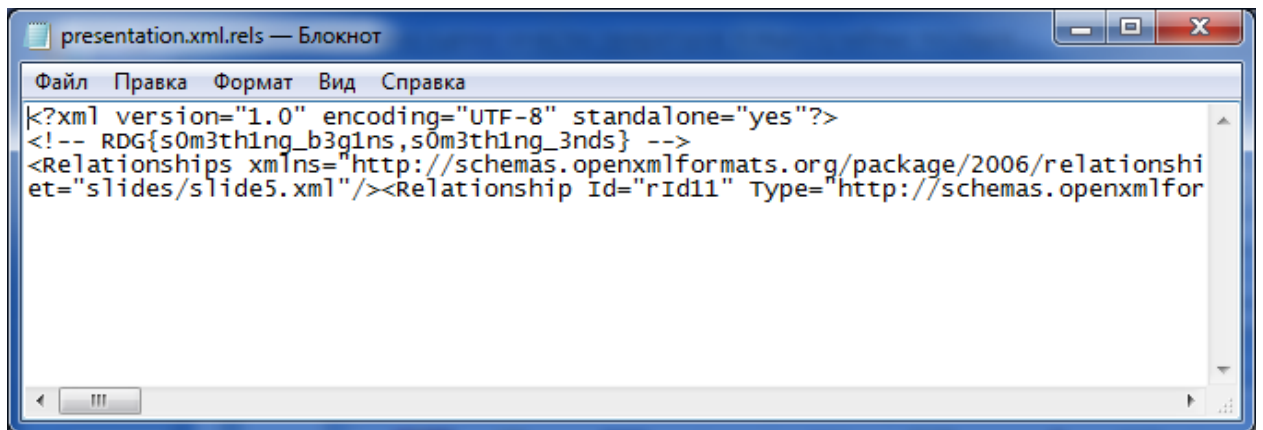 presentation.xml.rels — Блокнот
Файл Правка Формат Вид Справка
<?xml version="1.0" encoding="UTF-8" standalone="yes"?>
<!-- RDG{s0m3th1ng_b3g1ns,s0m3th1ng_3nds} -->
<Relationships xmlns="http://schemas.openxmlformats.org/package/2006/relationshi
et="slides/slide5.xml"/><Relationship Id="rId11" Type="http://schemas.openxmlfor